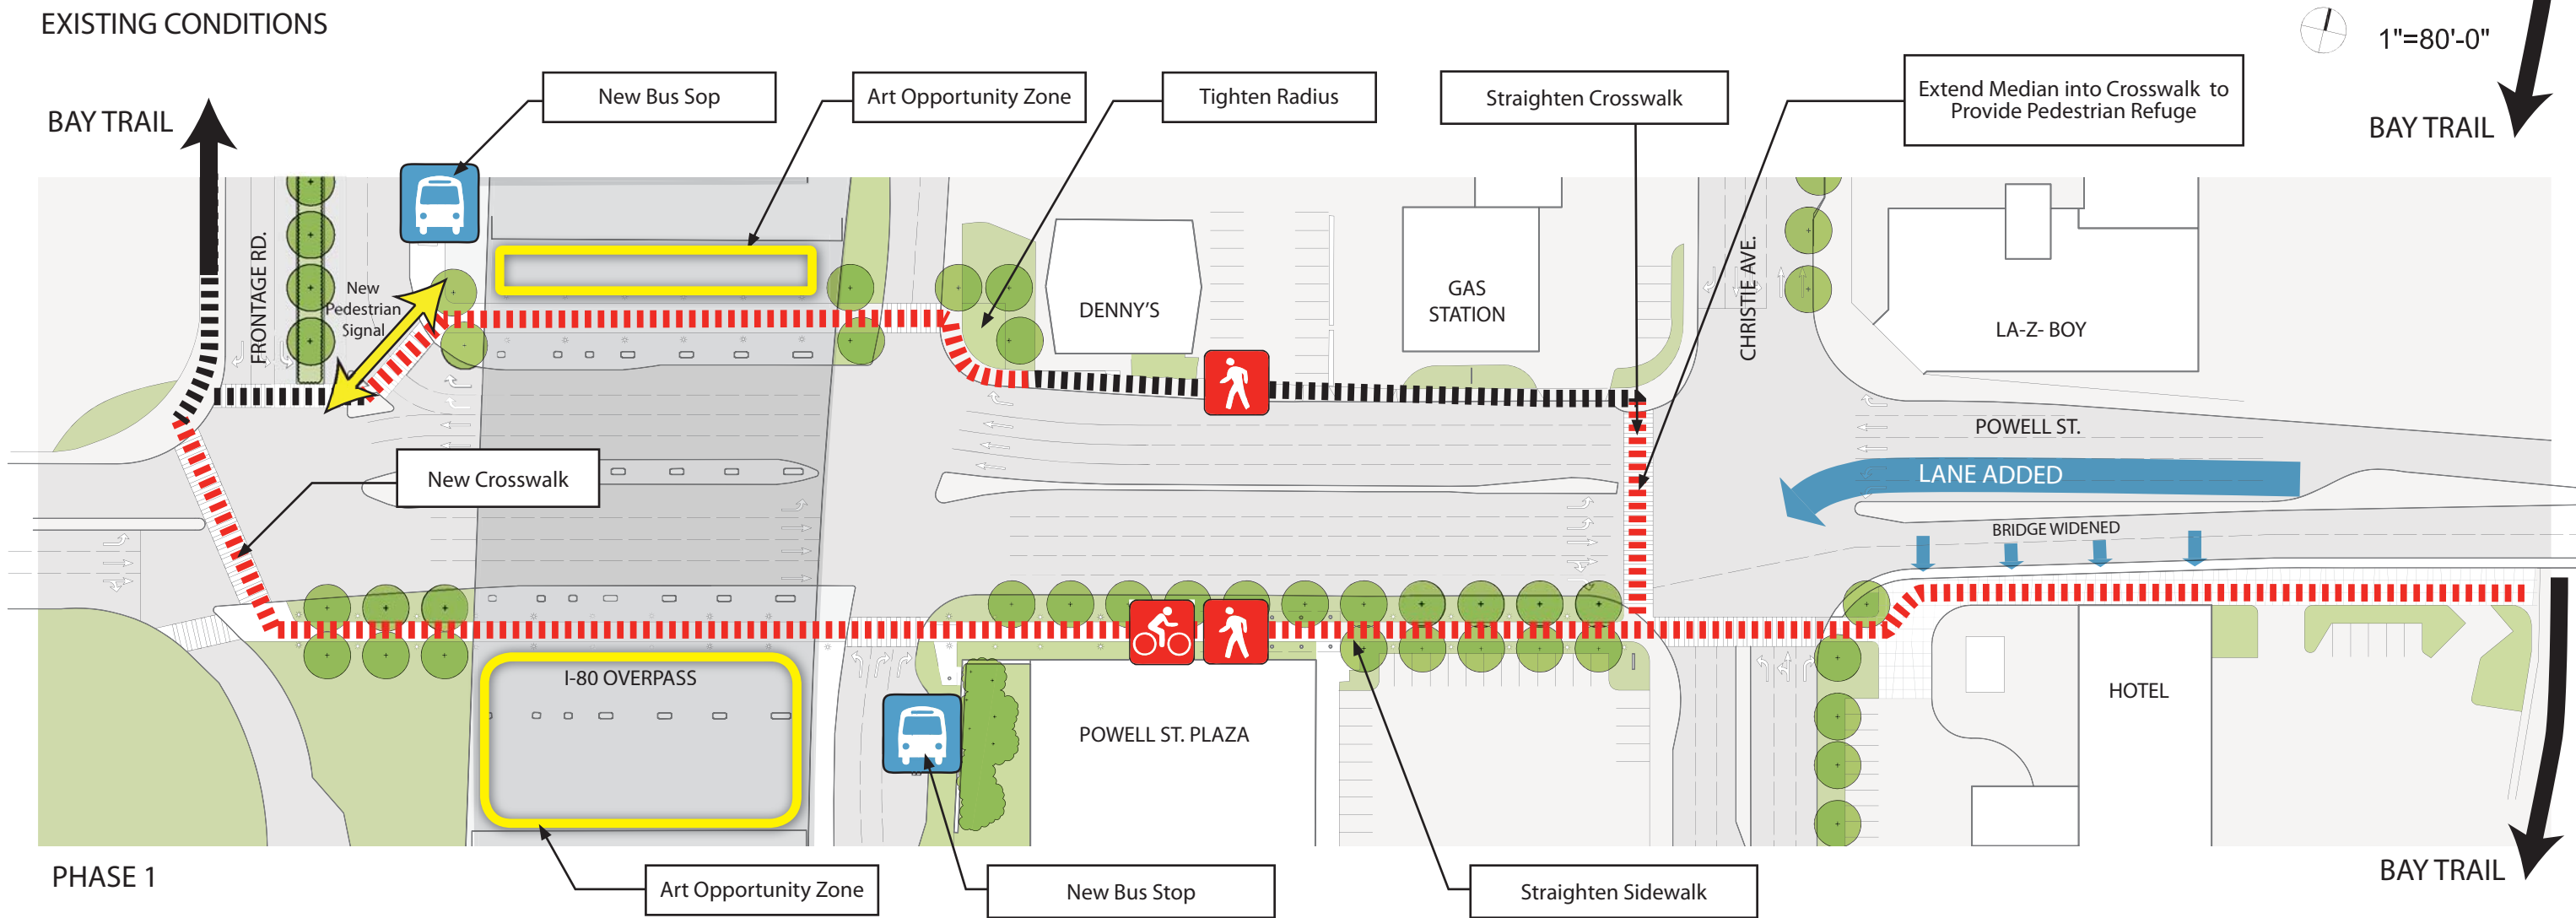 EXISTING CONDITIONS
1"=80'-0"
New Bus Sop
Art Opportunity Zone
Tighten Radius
Straighten Crosswalk
Extend Median into Crosswalk to
Provide Pedestrian Refuge
BAY TRAIL
BAY TRAIL
FRONTAGE RD.
New
Pedestrian
Signal
DENNY'S
GAS
STATION
CHRISTIE AVE.
LA-Z- BOY
POWELL ST.
New Crosswalk
LANE ADDED
BRIDGE WIDENED
I-80 OVERPASS
POWELL ST. PLAZA
HOTEL
PHASE 1
Art Opportunity Zone
New Bus Stop
Straighten Sidewalk
BAY TRAIL